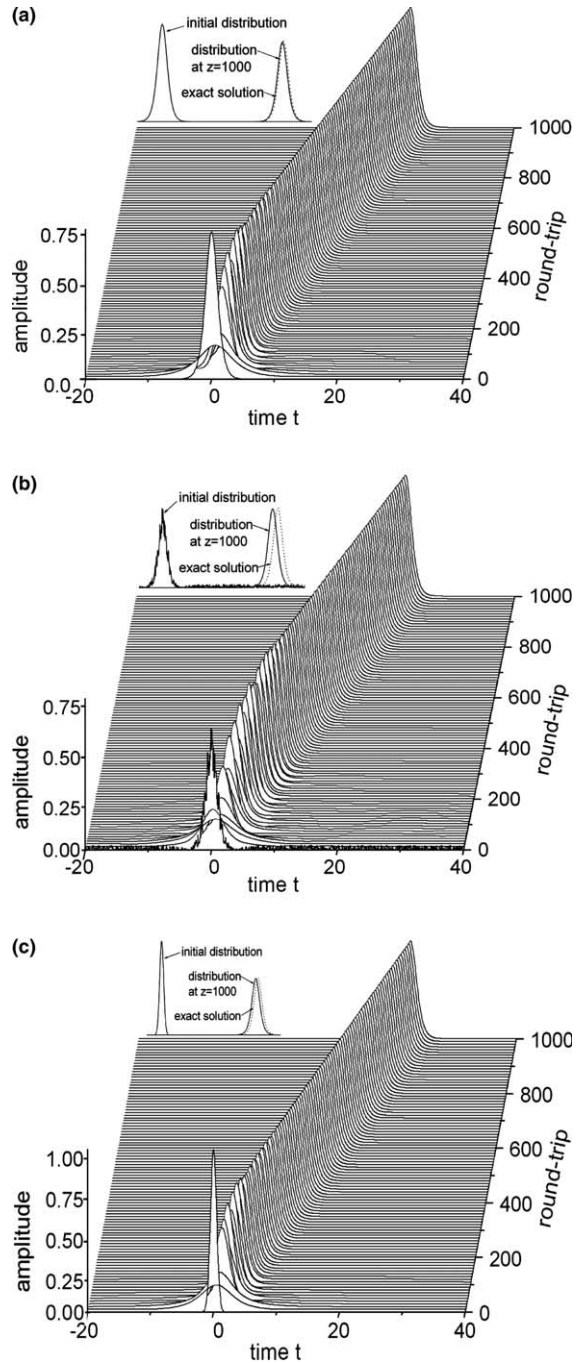 (a)
initial distribution
distribution
at z=1000
exact solution
1000
800
600
400
200
0
round-trip
0.75
0.50
0.25
0.0
amplitude
-20
0
20
40
time t
(b)
initial distribution
distribution
at z=1000
exact solution
1000
800
600
400
200
0
round-trip
0.75
0.50
0.25
0.00
amplitude
-20
0
20
40
time t
(c)
initial distribution
distribution
at z=1000
exact solution
1000
800
600
400
200
0
round-trip
1.00
0.75
0.50
0.25
0.00
amplitude
-20
0
20
40
time t